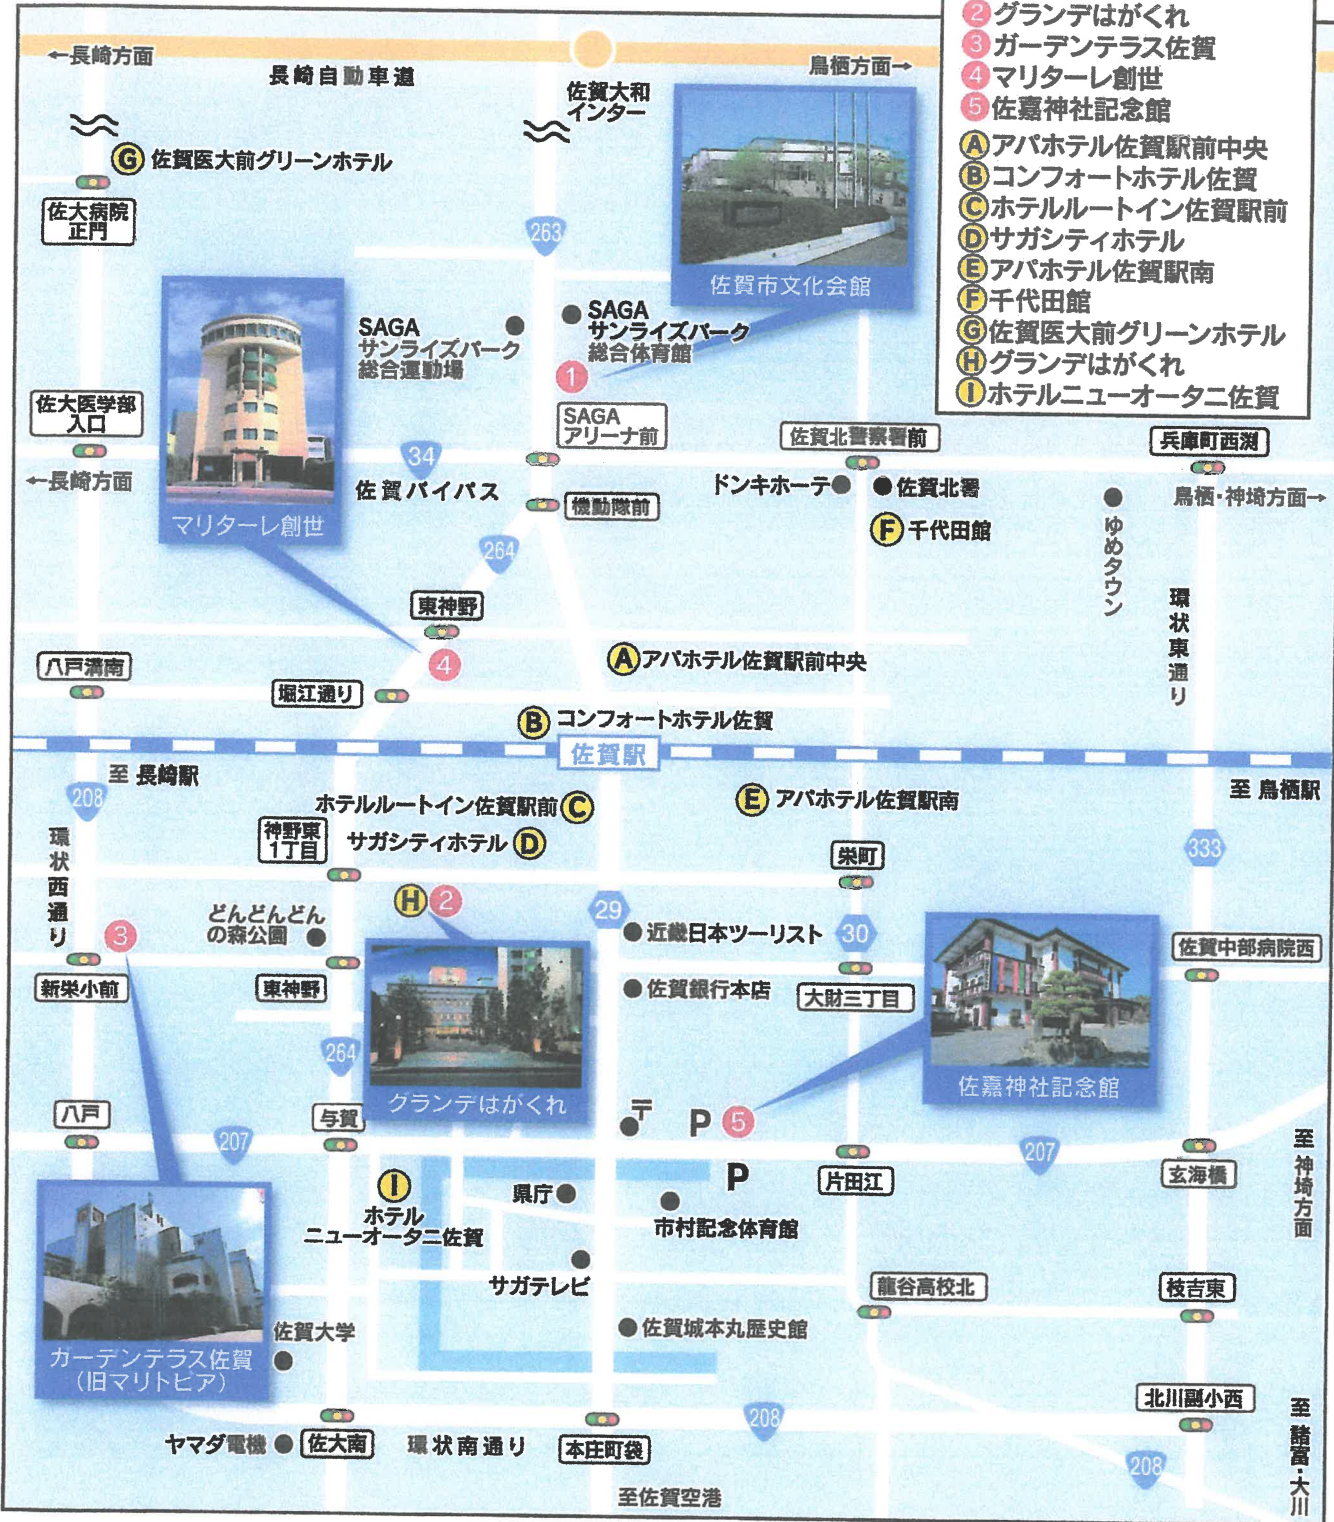 ②グランデはがくれ
③ガーデンテラス佐賀
④マリターレ創世
⑤佐嘉神社記念館
Ⓐアパホテル佐賀駅前中央
Ⓑコンフォートホテル佐賀
Ⓒホテルルートイン佐賀駅前
Ⓓサガシティホテル
Ⓔアパホテル佐賀駅南
Ⓕ千代田館
Ⓖ佐賀医大前グリーンホテル
Ⓗグランデはがくれ
Ⓘホテルニューオータニ佐賀
←長崎方面
長崎自動車道
佐賀大和
インター
鳥栖方面→
Ⓖ 佐賀医大前グリーンホテル
佐大病院
正門
263
佐賀市文化会館
SAGA
サンライズパーク
総合運動場
SAGA
サンライズパーク
総合体育館
①
マリターレ創世
佐大医学部
入口
SAGA
アリーナ前
佐賀北警察署前
兵庫町西渕
←長崎方面
34
佐賀バイパス
機動隊前
ドンキホーテ
佐賀北署
鳥栖・神埼方面→
Ⓕ 千代田館
ゆめタウン
264
東神野
④
環状東通り
八戸溝南
堀江通り
Ⓐ アパホテル佐賀駅前中央
Ⓑ コンフォートホテル佐賀
佐賀駅
至 長崎駅
至 鳥栖駅
208
ホテルルートイン佐賀駅前 Ⓒ
Ⓔ アパホテル佐賀駅南
サガシティホテル Ⓓ
神野東
1丁目
栄町
333
環状西通り
Ⓗ ②
29
30
③
どんどんどん
の森公園
近畿日本ツーリスト
佐賀中部病院西
新栄小前
東神野
佐賀銀行本店
大財三丁目
264
グランデはがくれ
佐嘉神社記念館
八戸
与賀
〒
P ⑤
207
207
片田江
玄海橋
至 神埼方面
Ⓘ
ホテル
ニューオータニ佐賀
県庁
P
市村記念体育館
サガテレビ
龍谷高校北
枝吉東
佐賀城本丸歴史館
佐賀大学
ガーデンテラス佐賀
(旧マリトピア)
北川副小西
至 諸富・大川
208
208
ヤマダ電機
佐大南
環状南通り
本庄町袋
至佐賀空港